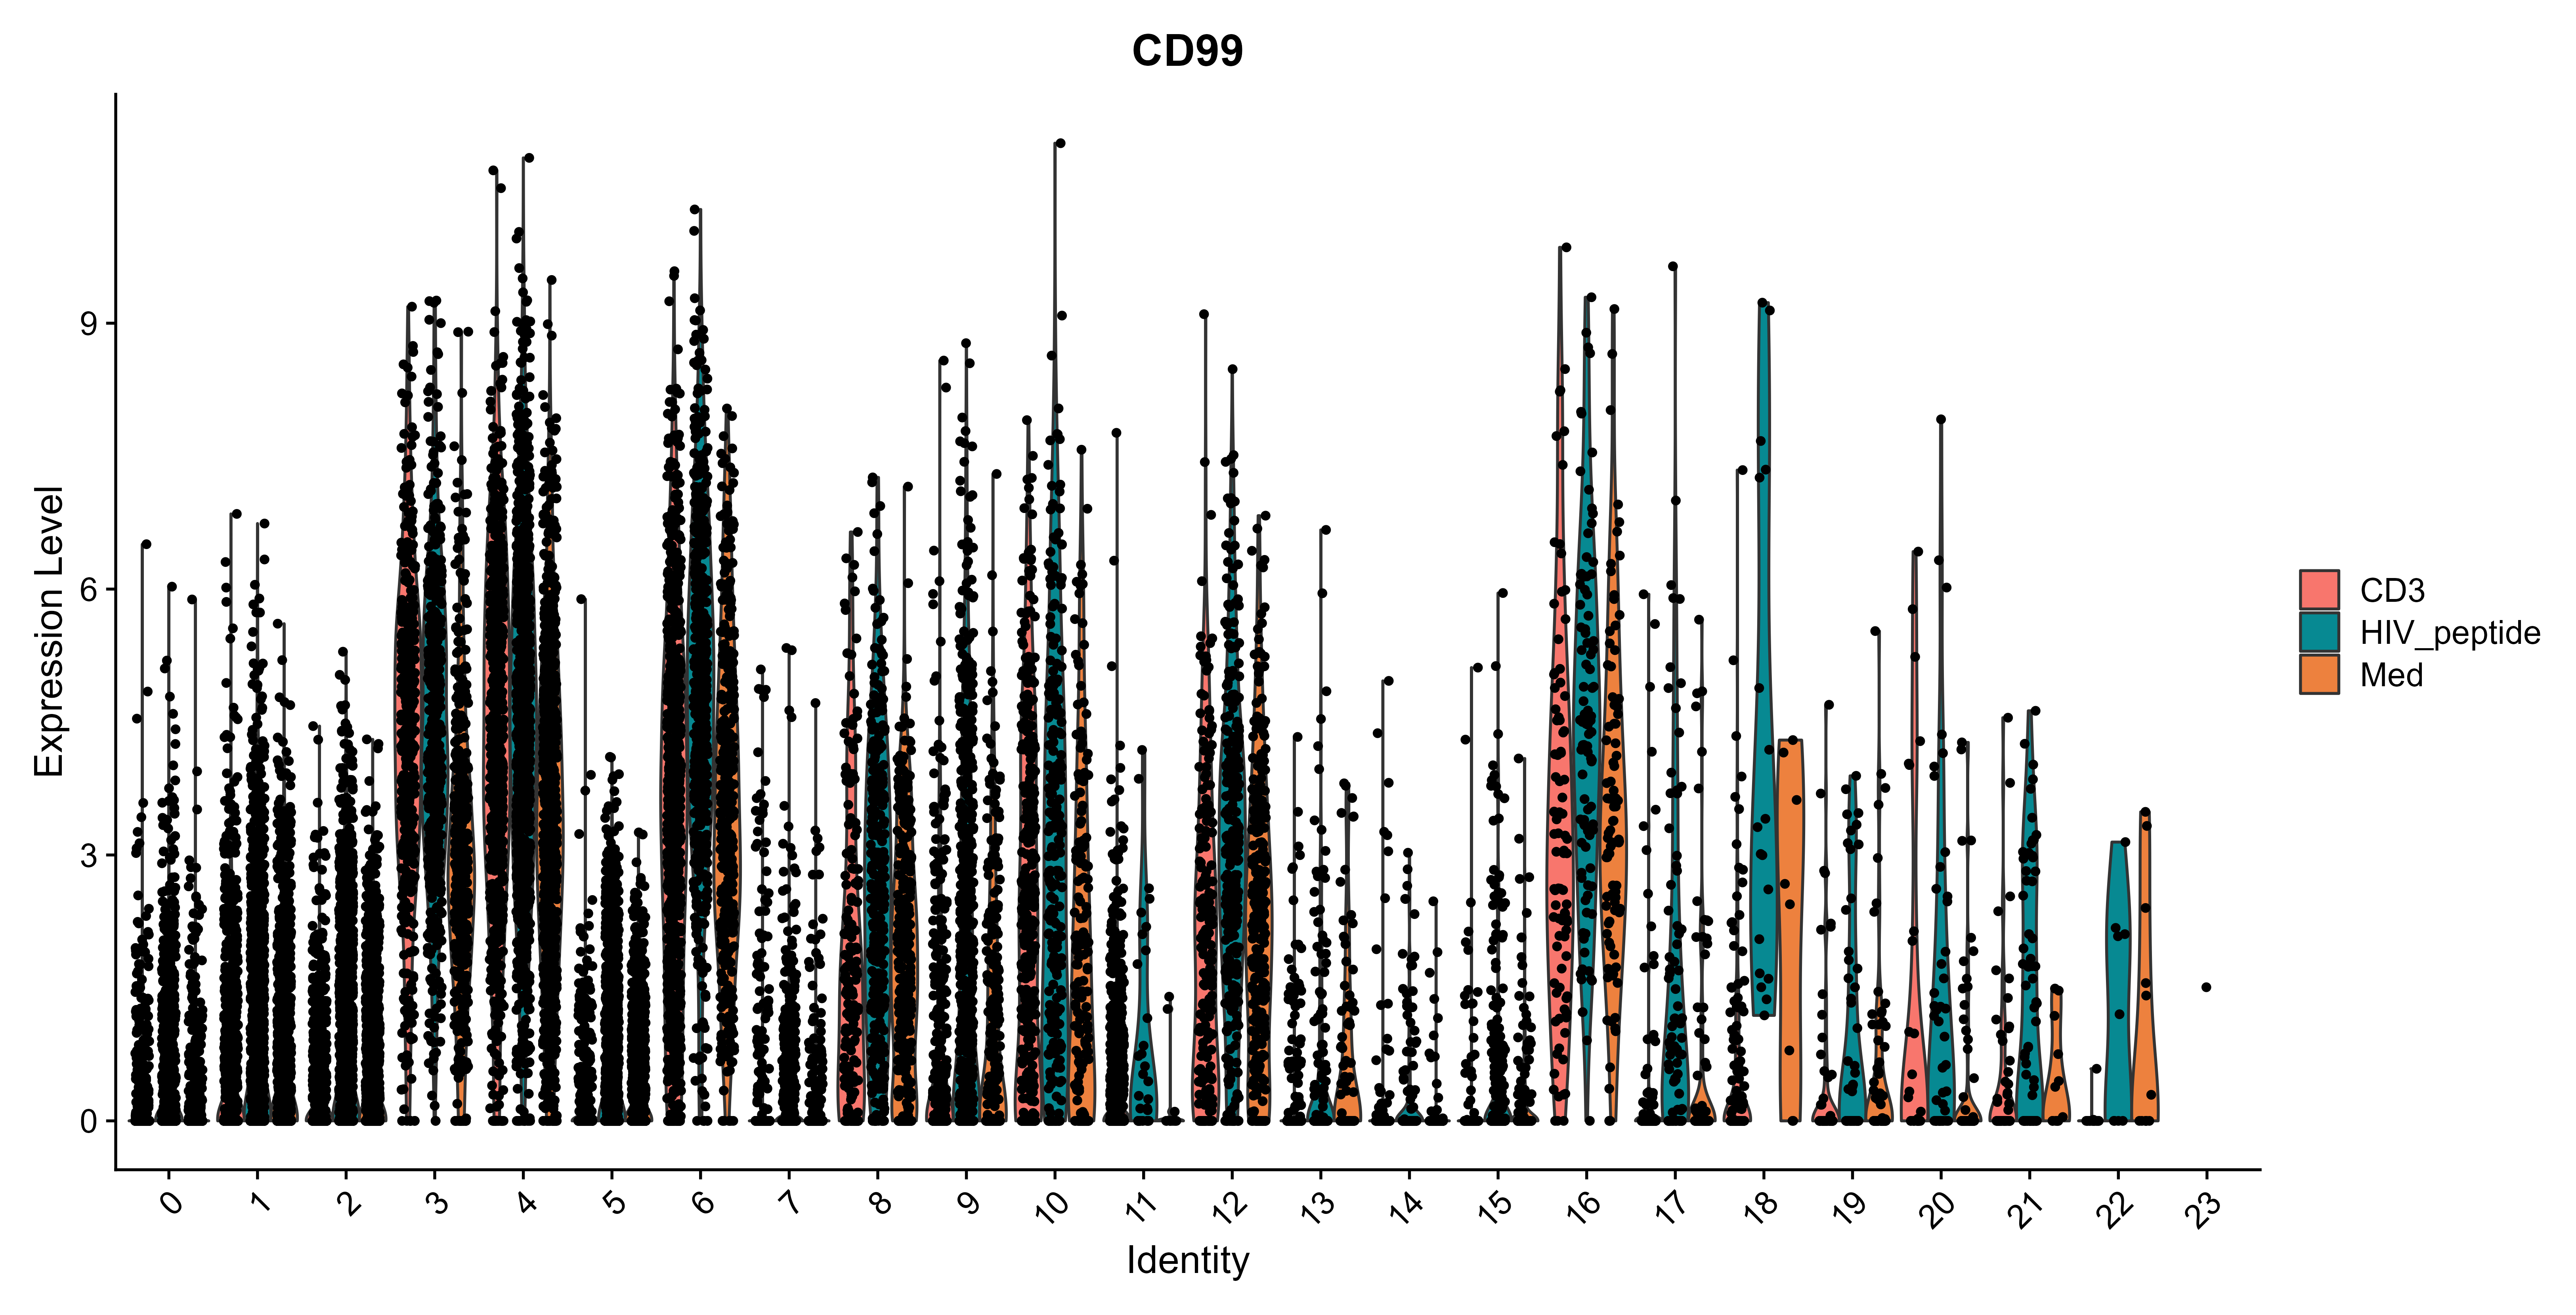 CD99
Expression Level
9
6
3
0
0 1 2 3 4 5 6 7 8 9 10 11 12 13 14 15 16 17 18 19 20 21 22 23
Identity
CD3
HIV_peptide
Med